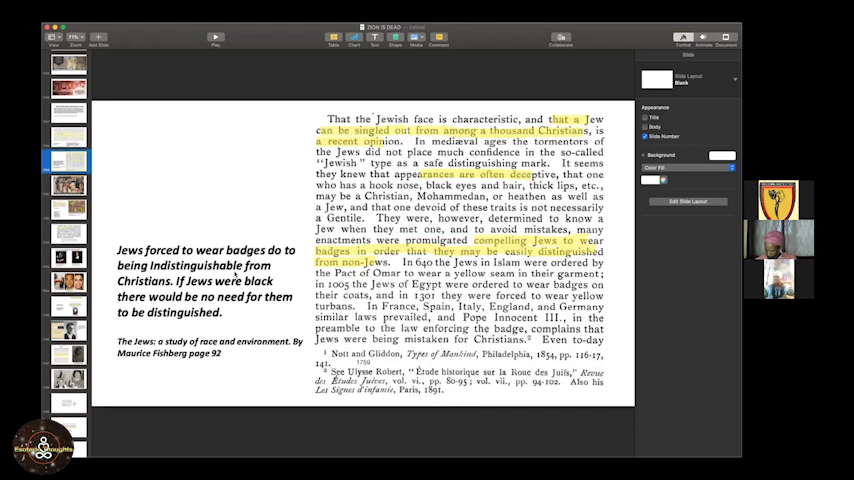 ZION IS DEAD — Edited
71%
View
Zoom
Add Slide
Play
Table
Chart
Text
Shape
Media
Comment
Collaborate
Format
Animate
Document
Slide
Slide Layout
Blank
Appearance
Title
Body
Slide Number
Background
Color Fill
Edit Slide Layout
Jews forced to wear badges do to
being Indistinguishable from
Christians. If Jews were black
there would be no need for them
to be distinguished.
The Jews: a study of race and environment. By
Maurice Fishberg page 92
That the Jewish face is characteristic, and that a Jew
can be singled out from among a thousand Christians, is
a recent opinion. In mediæval ages the tormentors of
the Jews did not place much confidence in the so-called
"Jewish" type as a safe distinguishing mark. It seems
they knew that appearances are often deceptive, that one
who has a hook nose, black eyes and hair, thick lips, etc.,
may be a Christian, Mohammedan, or heathen as well as
a Jew, and that one devoid of these traits is not necessarily
a Gentile. They were, however, determined to know a
Jew when they met one, and to avoid mistakes, many
enactments were promulgated compelling Jews to wear
badges in order that they may be easily distinguished
from non-Jews. In 640 the Jews in Islam were ordered by
the Pact of Omar to wear a yellow seam in their garment;
in 1005 the Jews of Egypt were ordered to wear badges on
their coats, and in 1301 they were forced to wear yellow
turbans. In France, Spain, Italy, England, and Germany
similar laws prevailed, and Pope Innocent III., in the
preamble to the law enforcing the badge, complains that
Jews were being mistaken for Christians.² Even to-day
¹ Nott and Gliddon, Types of Mankind, Philadelphia, 1854, pp. 116-17,
141.
1759
² See Ulysse Robert, "Étude historique sur la Roue des Juifs," Revue
des Études Juives, vol. vi., pp. 80-95; vol. vii., pp. 94-102. Also his
Les Signes d'infamie, Paris, 1891.
Esoteric Thoughts